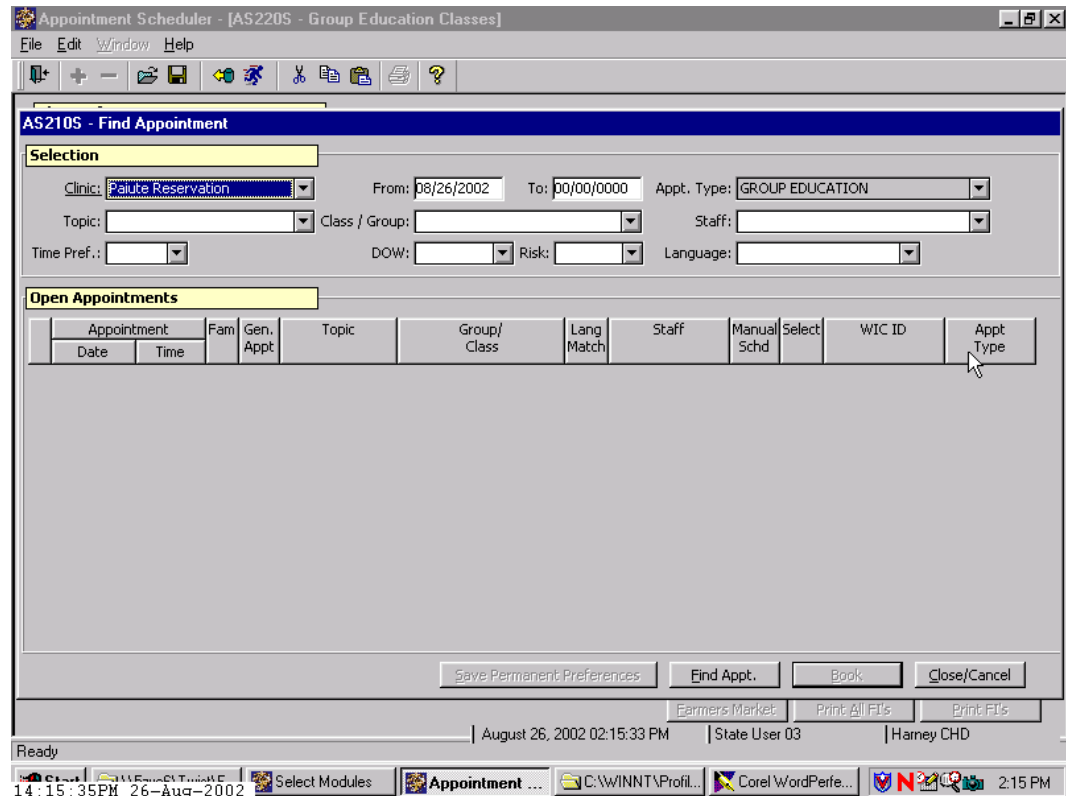 Appointment Scheduler - [AS220S - Group Education Classes]
File Edit Window Help
AS210S - Find Appointment
Selection
Clinic: Paiute Reservation From: 08/26/2002 To: 00/00/0000 Appt. Type: GROUP EDUCATION
Topic: Class / Group: Staff:
Time Pref.: DOW: Risk: Language:
Open Appointments
Appointment Fam Gen. Topic Group/ Lang Staff Manual Select WIC ID Appt
Date Time Appt Class Match Schd Type
Save Permanent Preferences Find Appt. Book Close/Cancel
Farmers Market Print All FI's Print FI's
August 26, 2002 02:15:33 PM State User 03 Harney CHD
Ready
Start Select Modules Appointment ... C:\WINNT\Profil... Corel WordPerfe... N 2:15 PM
14:15:35PM 26-Aug-2002